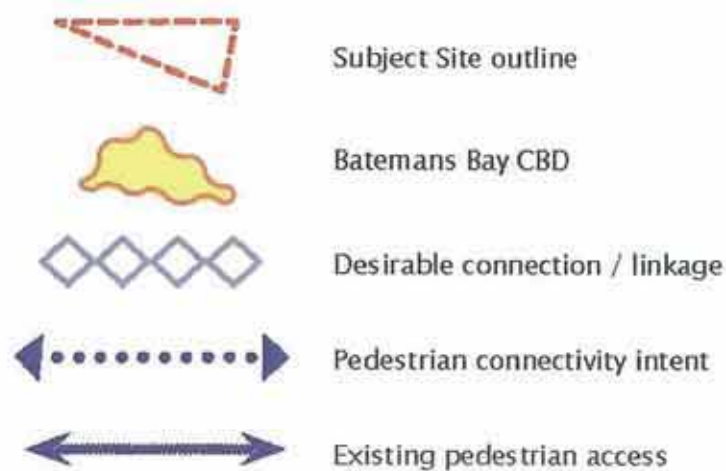 Subject Site outline
Batemans Bay CBD
Desirable connection / linkage
Pedestrian connectivity intent
Existing pedestrian access